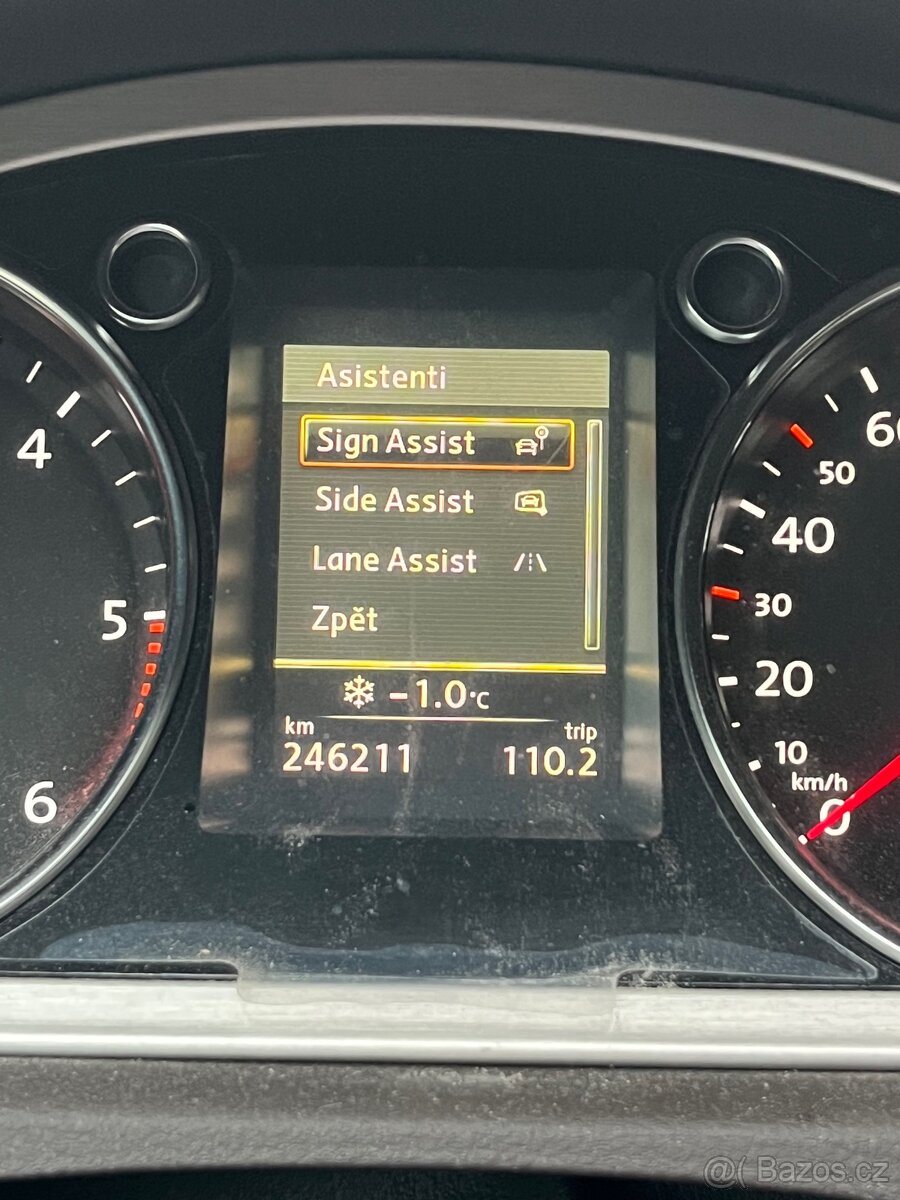 Asistenti
Sign Assist
Side Assist
Lane Assist
Zpět
-1.0°C
km trip
246211 110.2
4
5
6
60
50
40
30
20
10
km/h
0
@( Bazos.cz